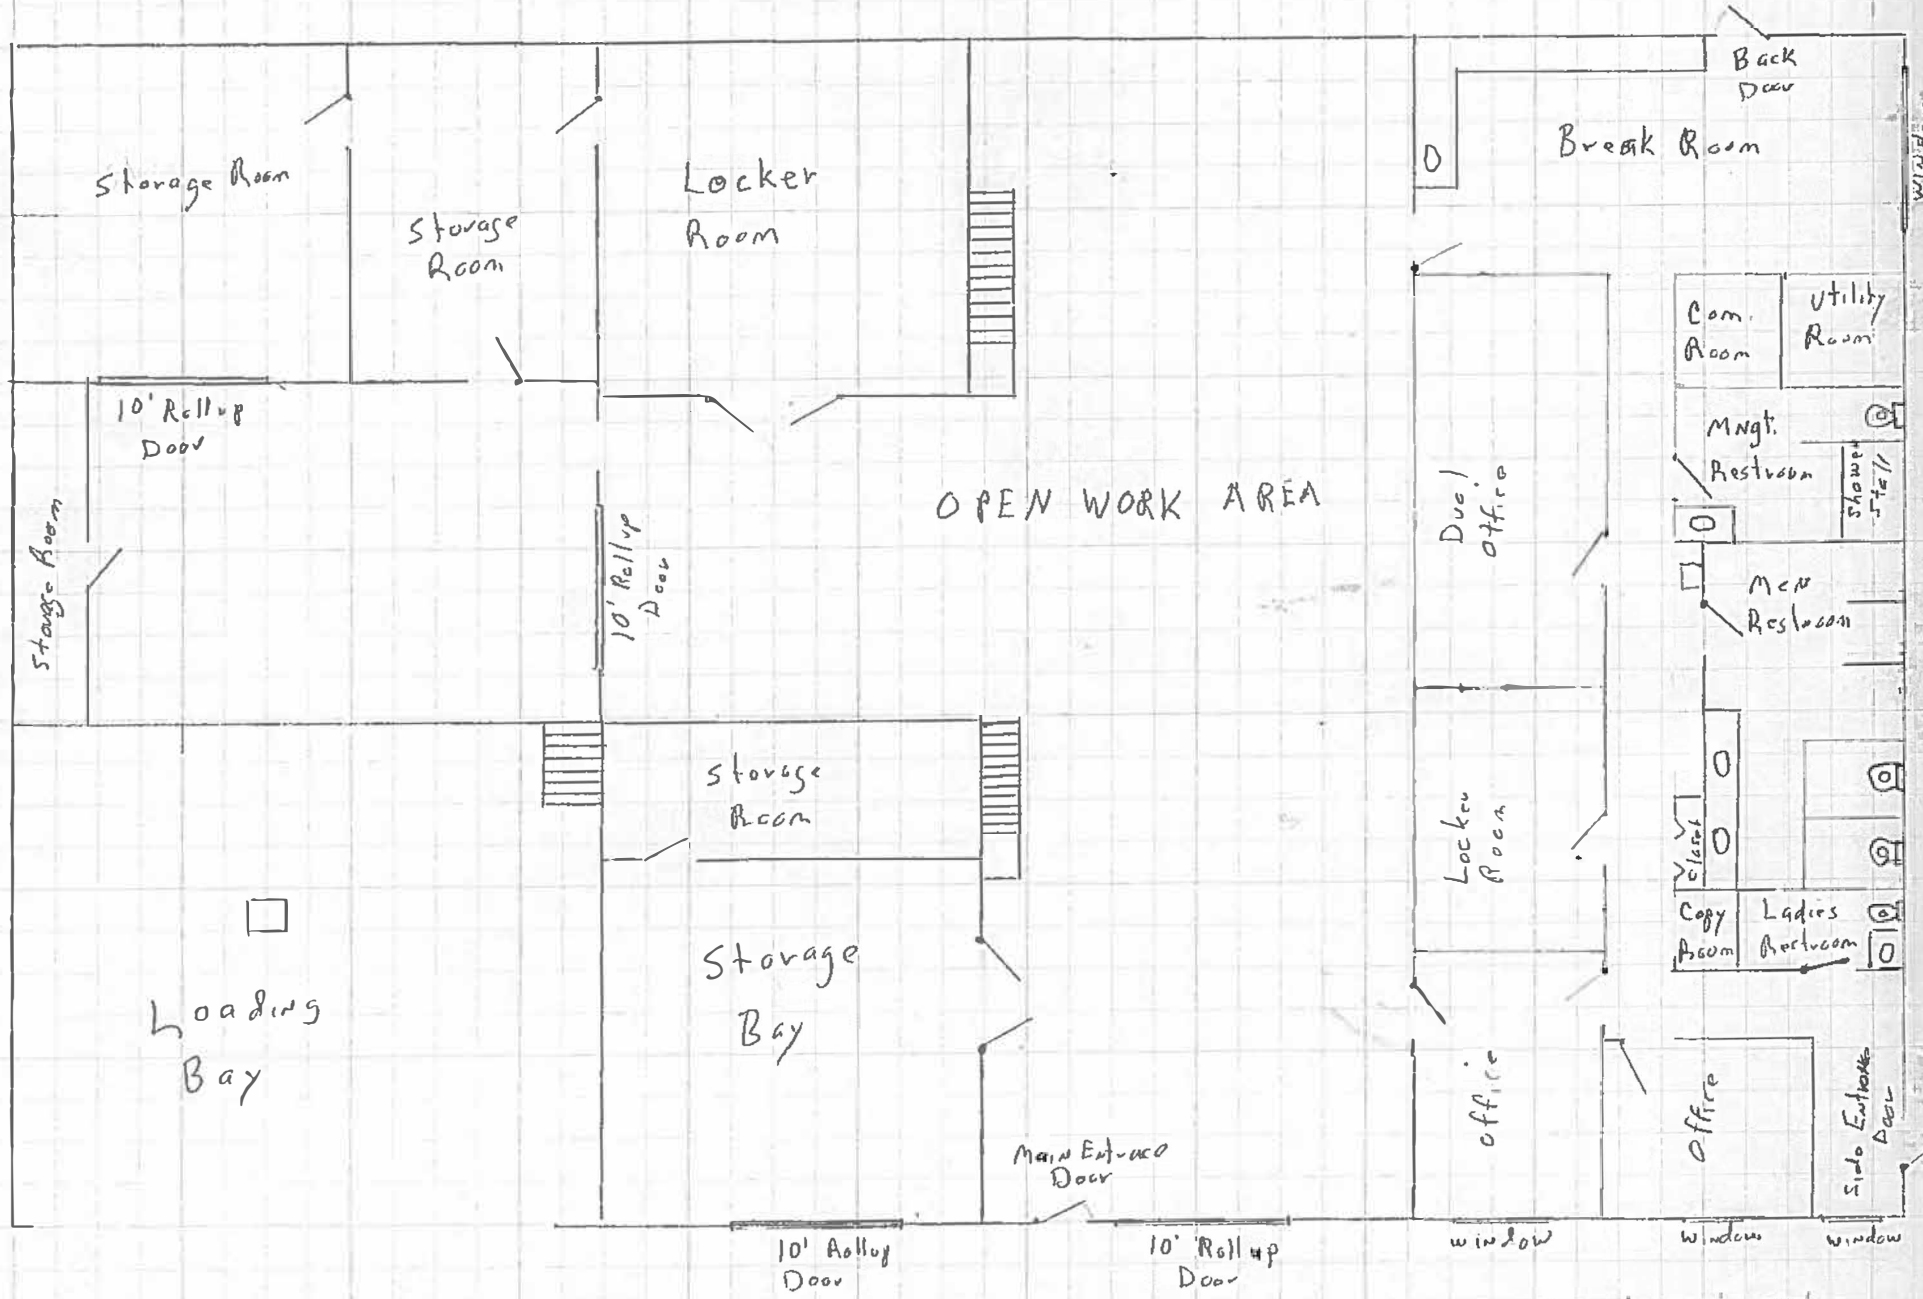 Back
Door
Break Room
Storage Room
Storage
Room
Locker
Room
Com.
Room
Utility
Room
10' Rollup
Door
Mngt.
Restroom
Shower
Stall
Storage Room
10' Rollup
Door
OPEN WORK AREA
Dual
Office
Men
Restroom
Storage
Room
Locker
Room
Closet
Copy
Room
Ladies
Restroom
Storage
Bay
Loading
Bay
Office
Office
Main Entrace
Door
Side Entrance
Door
10' Rollup
Door
10' Rollup
Door
Window
Window
Window